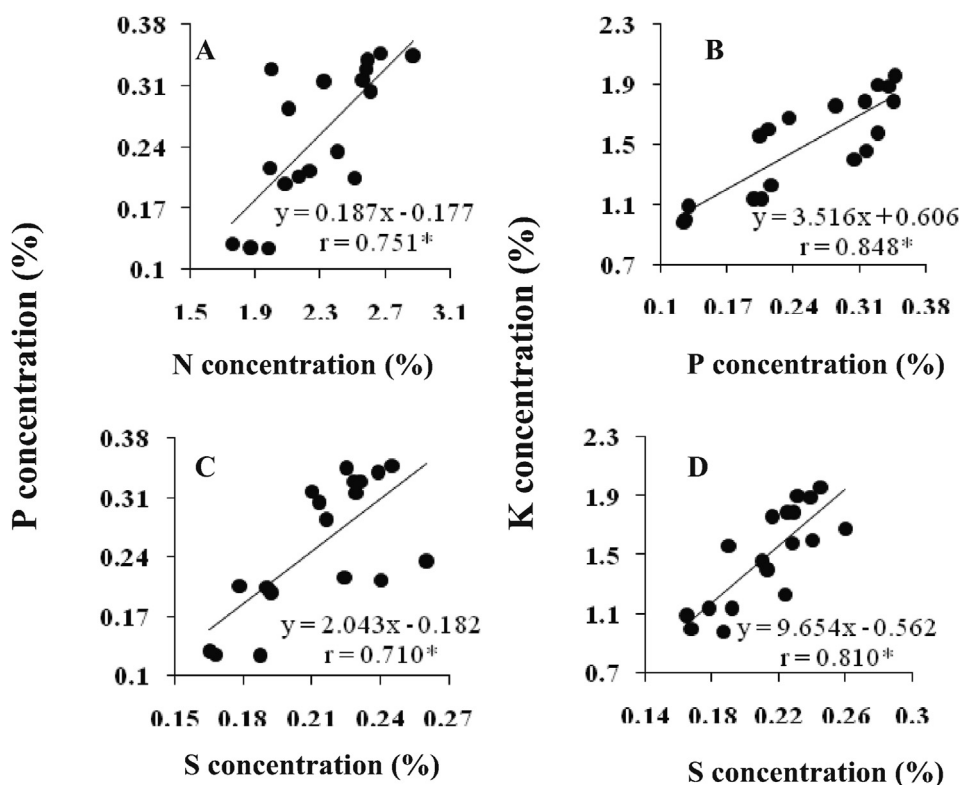 A
0.38
0.31
0.24
0.17
0.1
y = 0.187x - 0.177
r = 0.751*
1.5 1.9 2.3 2.7 3.1
N concentration (%)
P concentration (%)
B
2.3
1.9
1.5
1.1
0.7
y = 3.516x + 0.606
r = 0.848*
0.1 0.17 0.24 0.31 0.38
P concentration (%)
K concentration (%)
C
0.38
0.31
0.24
0.17
0.1
y = 2.043x - 0.182
r = 0.710*
0.15 0.18 0.21 0.24 0.27
S concentration (%)
D
2.3
1.9
1.5
1.1
0.7
y = 9.654x - 0.562
r = 0.810*
0.14 0.18 0.22 0.26 0.3
S concentration (%)